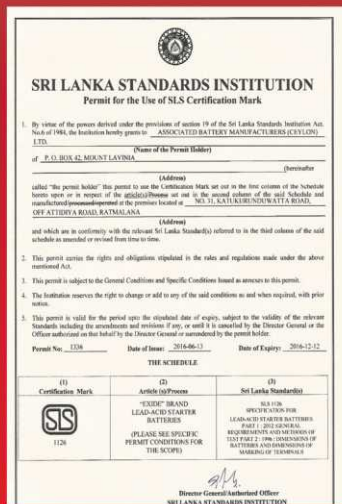 SRI LANKA STANDARDS INSTITUTION
Permit for the Use of SLS Certification Mark
1. By virtue of the powers derived under the provisions of section 19 of the Sri Lanka Standards Institution Act.
No.6 of 1984, the Institution hereby grants to ASSOCIATED BATTERY MANUFACTURERS (CEYLON)
LTD.
(Name of the Permit Holder)
of P. O. BOX 42, MOUNT LAVINIA
(hereinafter
(Address)
called "the permit holder" this permit to use the Certification Mark set out in the first column of the Schedule
hereto upon or in respect of the article(s)/Process set out in the second column of the said Schedule and
manufactured/processed/operated at the premises located at NO. 31, KATUKURUNDUWATTA ROAD,
OFF ATTIDIYA ROAD, RATMALANA
(Address)
and which are in conformity with the relevant Sri Lanka Standard(s) referred to in the third column of the said
schedule as amended or revised from time to time.
2. This permit carries the rights and obligations stipulated in the rules and regulations made under the above
mentioned Act.
3. This permit is subject to the General Conditions and Specific Conditions issued as annexes to this permit.
4. The Institution reserves the right to change or add to any of the said conditions as and when required, with prior
notice.
5. This permit is valid for the period upto the stipulated date of expiry, subject to the validity of the relevant
Standards including the amendments and revisions if any, or until it is cancelled by the Director General or the
Officer authorized on that behalf by the Director General or surrendered by the permit holder.
Permit No: 1336 Date of Issue: 2016-06-13 Date of Expiry: 2016-12-12
THE SCHEDULE
(1) (2) (3)
Certification Mark Article (s)/Process Sri Lanka Standard(s)
SLS
1126
"EXIDE" BRAND
LEAD-ACID STARTER
BATTERIES
(PLEASE SEE SPECIFIC
PERMIT CONDITIONS FOR
THE SCOPE)
SLS 1126
SPECIFICATION FOR
LEAD-ACID STARTER BATTERIES
PART 1 : 2012 GENERAL
REQUIREMENTS AND METHODS OF
TEST PART 2 : 1996 : DIMENSIONS OF
BATTERIES AND DIMENSIONS OF
MARKING OF TERMINALS
Director General/Authorized Officer
SRI LANKA STANDARDS INSTITUTION